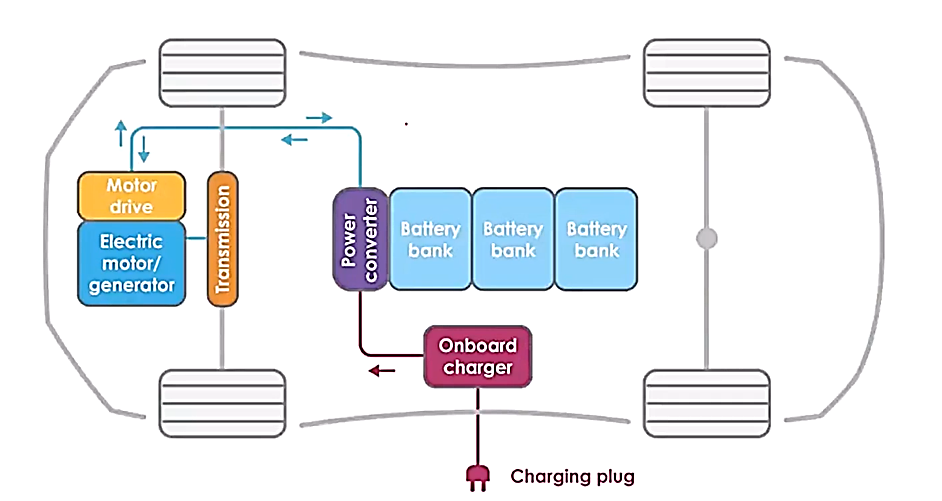 Motor
drive
Electric
motor/
generator
Transmission
Power
converter
Battery
bank
Battery
bank
Battery
bank
Onboard
charger
Charging plug